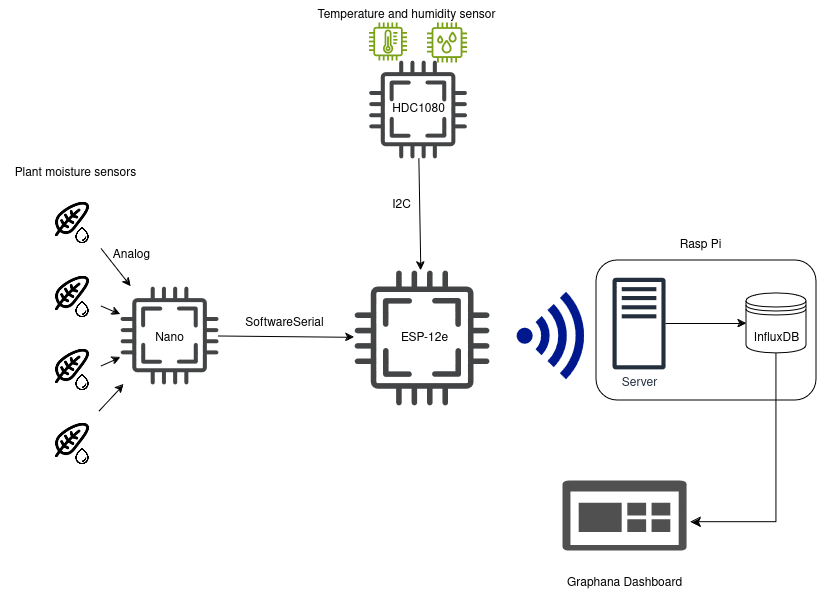 Temperature and humidity sensor
HDC1080
Plant moisture sensors
I2C
Analog
Rasp Pi
SoftwareSerial
Nano
ESP-12e
InfluxDB
Server
Graphana Dashboard